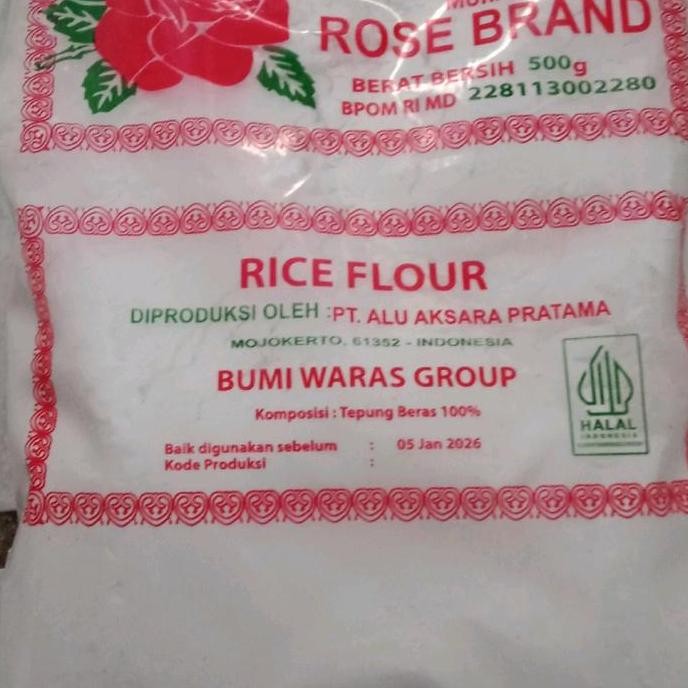 ROSE BRAND
BERAT BERSIH 500g
BPOM RI MD 228113002280
RICE FLOUR
DIPRODUKSI OLEH : PT. ALU AKSARA PRATAMA
MOJOKERTO. 61352 - INDONESIA
BUMI WARAS GROUP
Komposisi : Tepung Beras 100%
Baik digunakan sebelum : 05 Jan 2026
Kode Produksi :
HALAL
INDONESIA